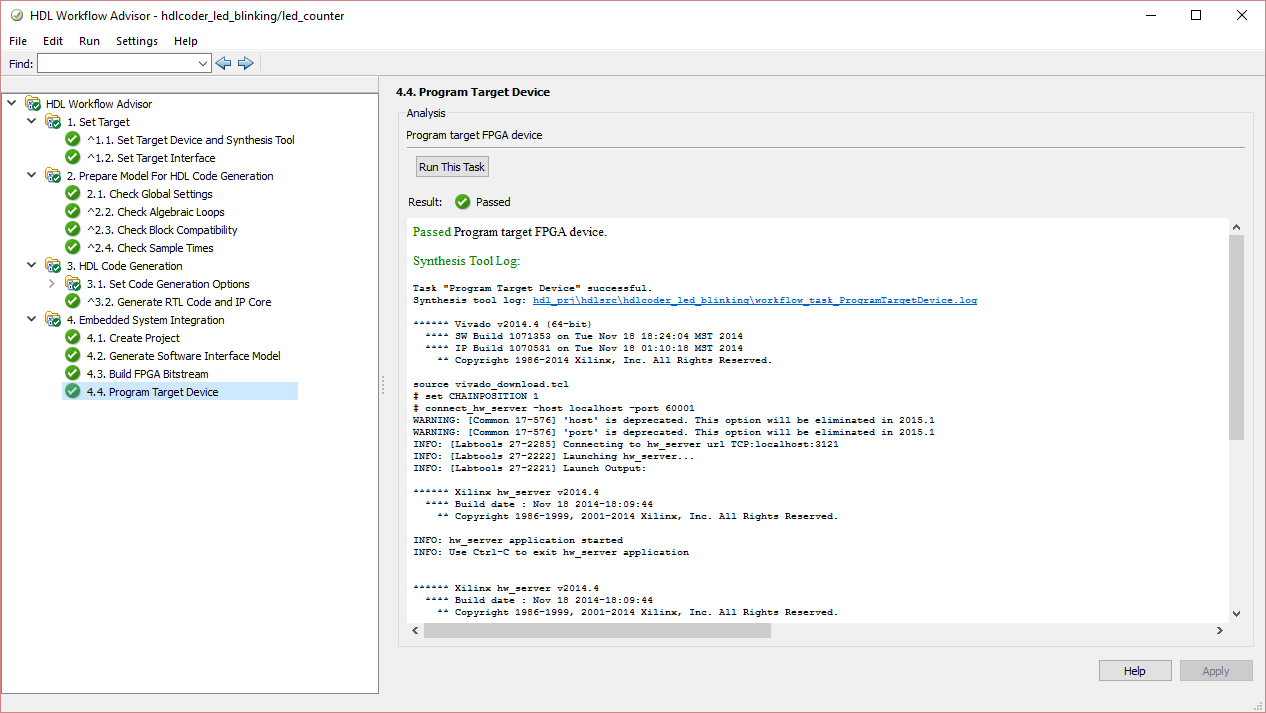 HDL Workflow Advisor - hdlcoder_led_blinking/led_counter
File Edit Run Settings Help
Find:
HDL Workflow Advisor
1. Set Target
^1.1. Set Target Device and Synthesis Tool
^1.2. Set Target Interface
2. Prepare Model For HDL Code Generation
2.1. Check Global Settings
^2.2. Check Algebraic Loops
^2.3. Check Block Compatibility
^2.4. Check Sample Times
3. HDL Code Generation
3.1. Set Code Generation Options
^3.2. Generate RTL Code and IP Core
4. Embedded System Integration
4.1. Create Project
4.2. Generate Software Interface Model
4.3. Build FPGA Bitstream
4.4. Program Target Device
4.4. Program Target Device
Analysis
Program target FPGA device
Run This Task
Result: Passed
Passed Program target FPGA device.
Synthesis Tool Log:
Task "Program Target Device" successful.
Synthesis tool log: hdl_prj\hdlsrc\hdlcoder_led_blinking\workflow_task_ProgramTargetDevice.log
****** Vivado v2014.4 (64-bit)
**** SW Build 1071353 on Tue Nov 18 18:24:04 MST 2014
**** IP Build 1070531 on Tue Nov 18 01:10:18 MST 2014
** Copyright 1986-2014 Xilinx, Inc. All Rights Reserved.
source vivado_download.tcl
# set CHAINPOSITION 1
# connect_hw_server -host localhost -port 60001
WARNING: [Common 17-576] 'host' is deprecated. This option will be eliminated in 2015.1
WARNING: [Common 17-576] 'port' is deprecated. This option will be eliminated in 2015.1
INFO: [Labtools 27-2285] Connecting to hw_server url TCP:localhost:3121
INFO: [Labtools 27-2222] Launching hw_server...
INFO: [Labtools 27-2221] Launch Output:
****** Xilinx hw_server v2014.4
**** Build date : Nov 18 2014-18:09:44
** Copyright 1986-1999, 2001-2014 Xilinx, Inc. All Rights Reserved.
INFO: hw_server application started
INFO: Use Ctrl-C to exit hw_server application
****** Xilinx hw_server v2014.4
**** Build date : Nov 18 2014-18:09:44
** Copyright 1986-1999, 2001-2014 Xilinx, Inc. All Rights Reserved.
Help Apply